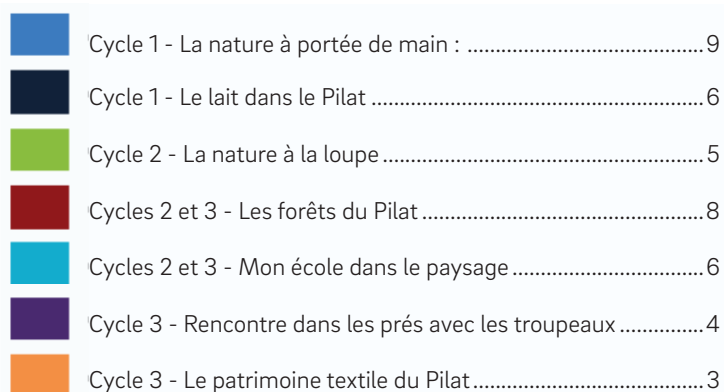 Cycle 1 - La nature à portée de main : ........................................9
Cycle 1 - Le lait dans le Pilat ..........................................................6
Cycle 2 - La nature à la loupe ........................................................5
Cycles 2 et 3 - Les forêts du Pilat .................................................8
Cycles 2 et 3 - Mon école dans le paysage ...................................6
Cycle 3 - Rencontre dans les prés avec les troupeaux ..............4
Cycle 3 - Le patrimoine textile du Pilat .........................................3